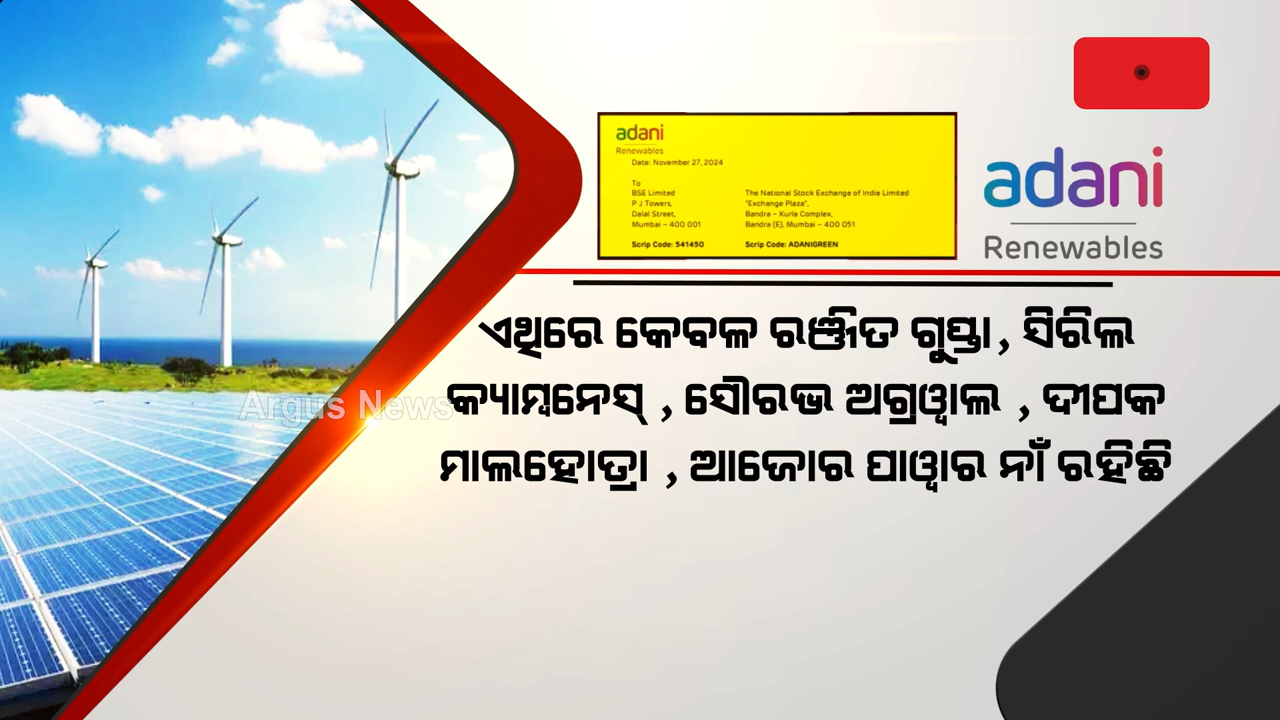 adani
Renewables
Date: November 27, 2024
To
BSE Limited
P J Towers,
Dalal Street,
Mumbai – 400 001
Scrip Code: 541450
The National Stock Exchange of India Limited
"Exchange Plaza",
Bandra – Kurla Complex,
Bandra (E), Mumbai – 400 051
Scrip Code: ADANIGREEN
adani
Renewables
ଏଥିରେ କେବଳ ରଞ୍ଜିତ ଗୁପ୍ତା, ସିରିଲ
କ୍ୟାମ୍ବନେସ୍ , ସୌରଭ ଅଗ୍ରୱାଲ , ଦୀପକ
ମାଲହୋତ୍ରା , ଆଜୋର ପାୱାର ନାଁ ରହିଛି
Argus News